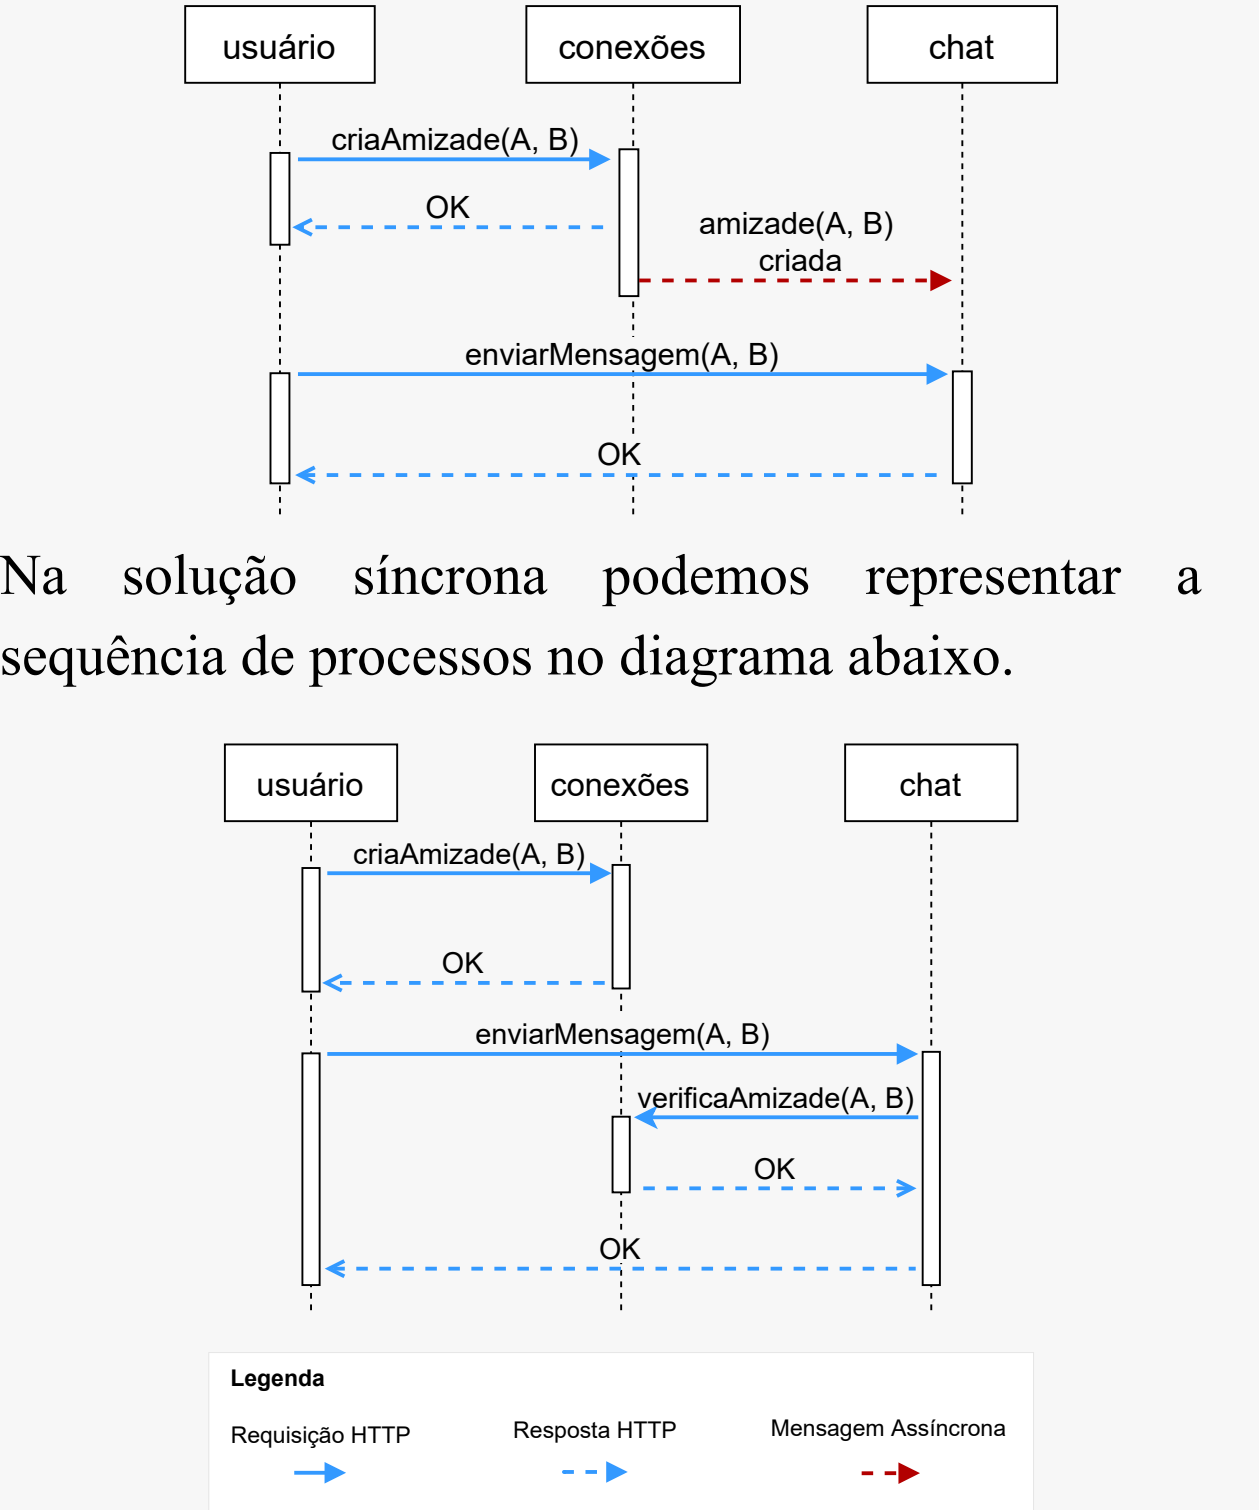 usuário conexões chat
criaAmizade(A, B)
OK
amizade(A, B)
criada
enviarMensagem(A, B)
OK
Na solução síncrona podemos representar a
sequência de processos no diagrama abaixo.
usuário conexões chat
criaAmizade(A, B)
OK
enviarMensagem(A, B)
verificaAmizade(A, B)
OK
OK
Legenda
Requisição HTTP Resposta HTTP Mensagem Assíncrona